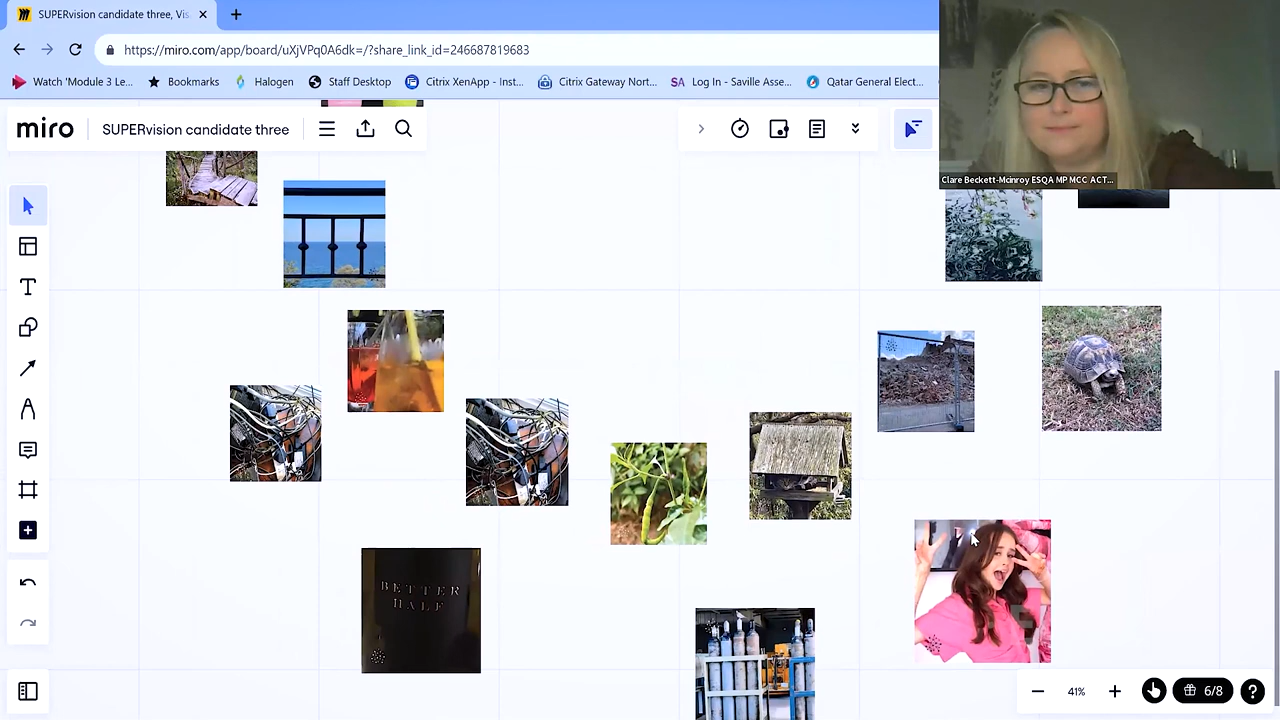 SUPERvision candidate three, Vis
https://miro.com/app/board/uXjVPq0A6dk=/?share_link_id=246687819683
Watch 'Module 3 Le...
Bookmarks
Halogen
Staff Desktop
Citrix XenApp - Inst...
Citrix Gateway Nort...
SA
Log In - Saville Asse...
Qatar General Elect...
miro
SUPERvision candidate three
Clare Beckett-Mcinroy ESQA MP MCC ACT...
T
BETTER
HALF
41%
6/8
?